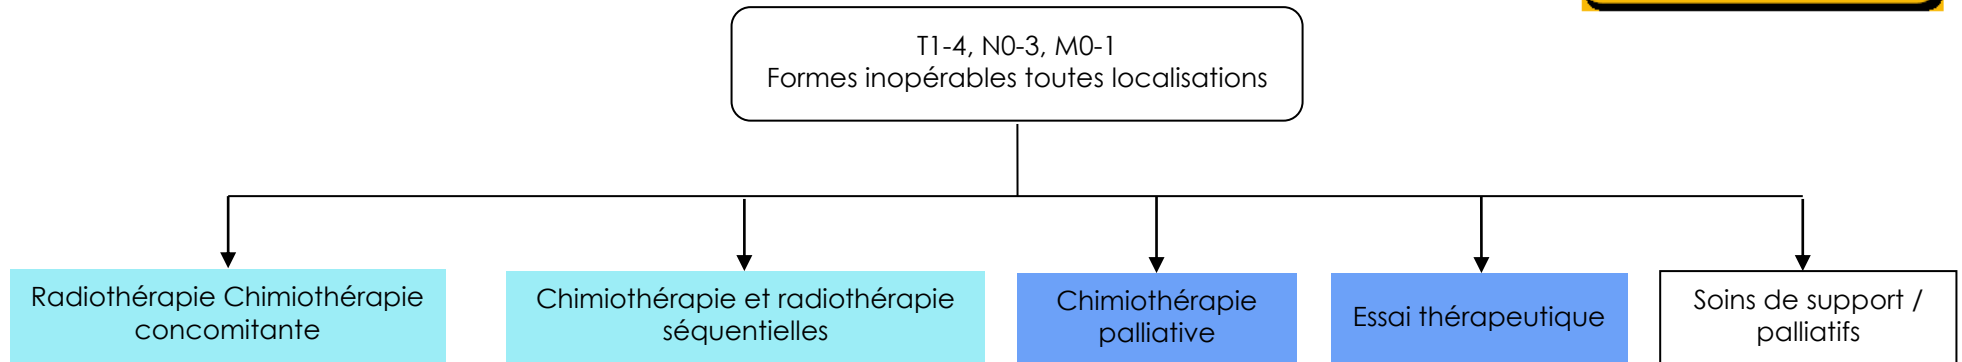 T1-4, N0-3, M0-1
Formes inopérables toutes localisations
Radiothérapie Chimiothérapie
concomitante
Chimiothérapie et radiothérapie
séquentielles
Chimiothérapie
palliative
Essai thérapeutique
Soins de support /
palliatifs